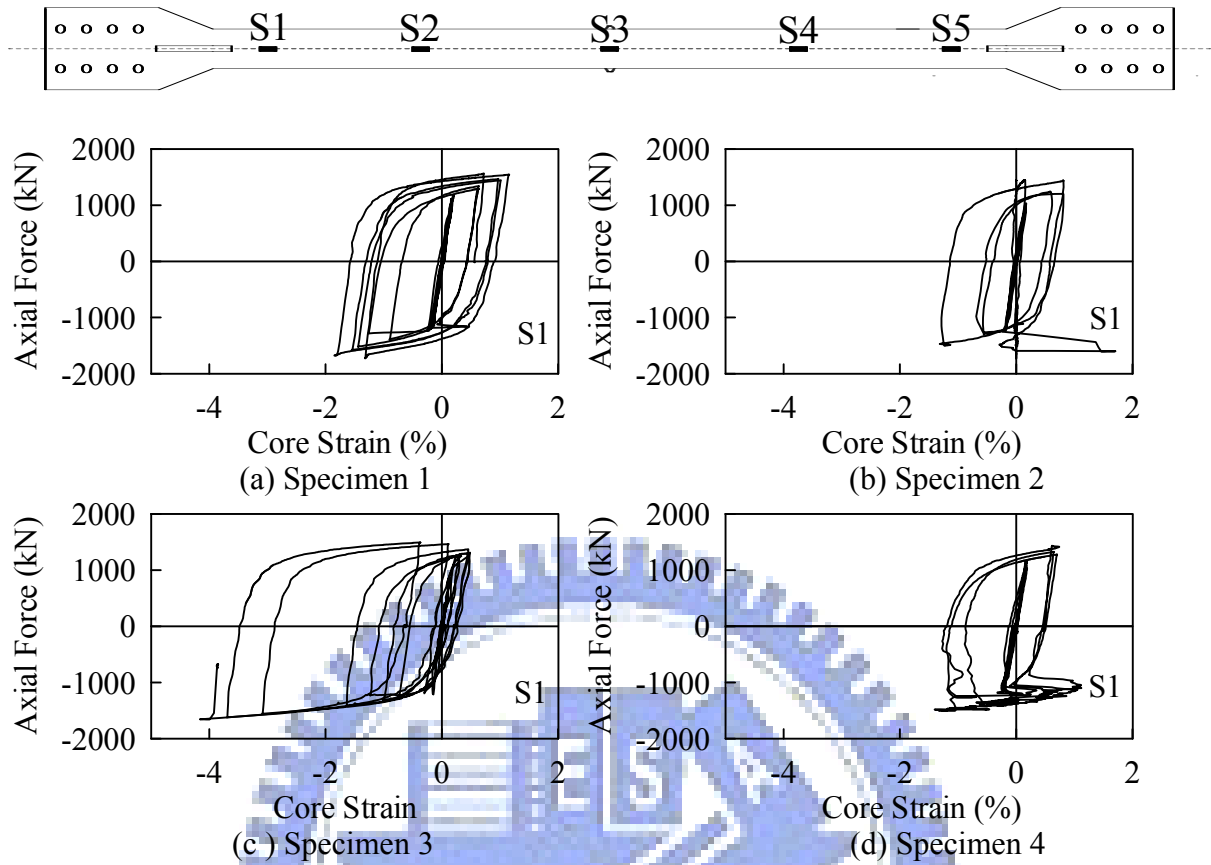 S1 S2 S3 S4 S5
2000 2000
1000 1000
0 0
-1000 -1000
-2000 -2000
Axial Force (kN) Axial Force (kN)
S1 S1
-4 -2 0 2 -4 -2 0 2
Core Strain (%) Core Strain (%)
(a) Specimen 1 (b) Specimen 2
2000 2000
1000 1000
0 0
-1000 -1000
-2000 -2000
Axial Force (kN) Axial Force (kN)
S1 S1
-4 -2 0 2 -4 -2 0 2
Core Strain Core Strain (%)
(c ) Specimen 3 (d) Specimen 4
ES